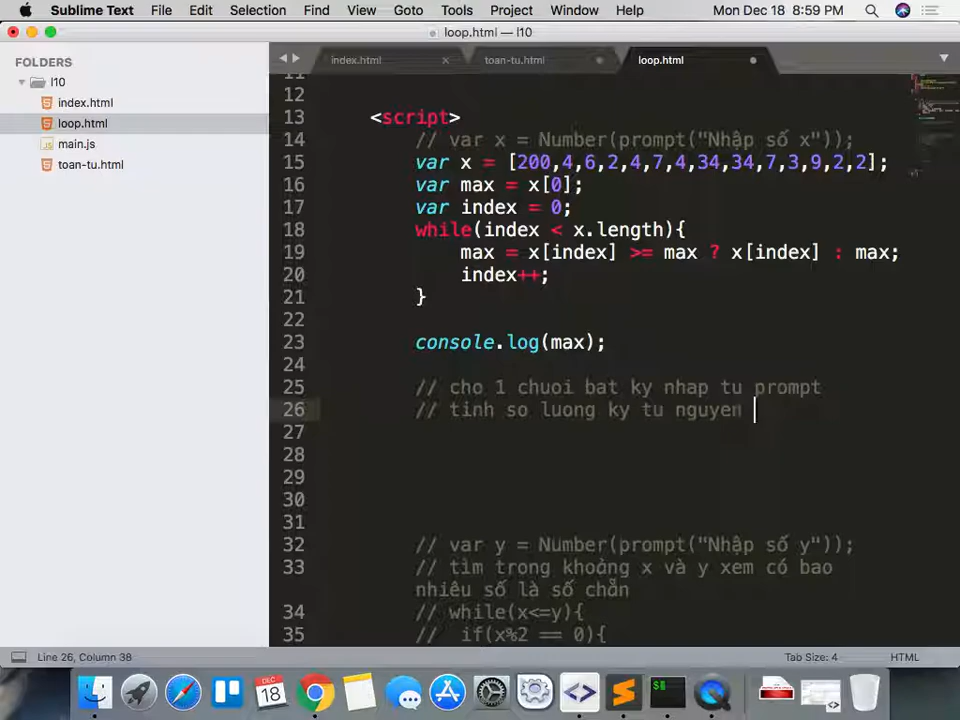 Sublime Text File Edit Selection Find View Goto Tools Project Window Help Mon Dec 18 8:59 PM
loop.html — l10
FOLDERS
l10
index.html
loop.html
main.js
toan-tu.html
index.html toan-tu.html loop.html
11
12
13 <script>
14 // var x = Number(prompt("Nhập số x"));
15 var x = [200,4,6,2,4,7,4,34,34,7,3,9,2,2];
16 var max = x[0];
17 var index = 0;
18 while(index < x.length){
19 max = x[index] >= max ? x[index] : max;
20 index++;
21 }
22
23 console.log(max);
24
25 // cho 1 chuoi bat ky nhap tu prompt
26 // tinh so luong ky tu nguyen
27
28
29
30
31
32 // var y = Number(prompt("Nhập số y"));
33 // tìm trong khoảng x và y xem có bao
nhiêu số là số chẵn
34 // while(x<=y){
35 // if(x%2 == 0){
Line 26, Column 38 Tab Size: 4 HTML
DEC
18